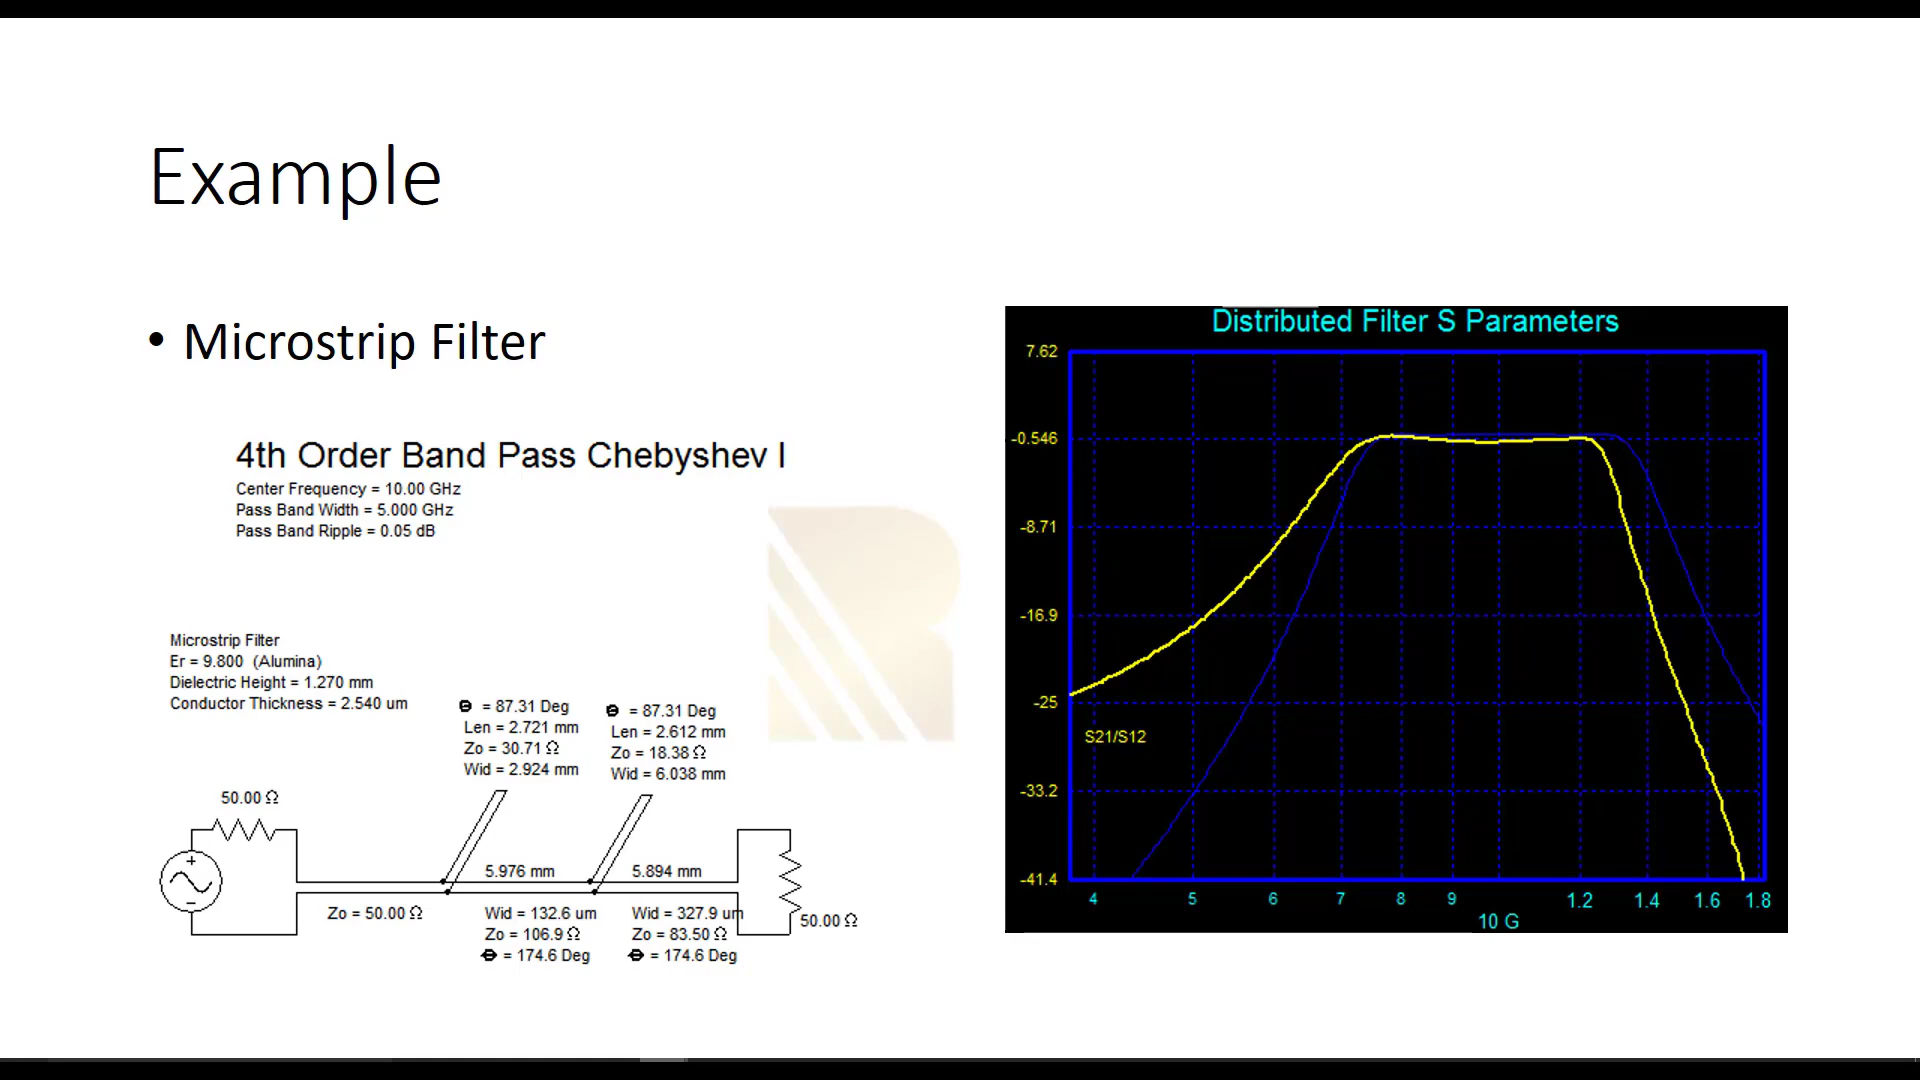 Example
• Microstrip Filter
4th Order Band Pass Chebyshev I
Center Frequency = 10.00 GHz
Pass Band Width = 5.000 GHz
Pass Band Ripple = 0.05 dB
Microstrip Filter
Er = 9.800 (Alumina)
Dielectric Height = 1.270 mm
Conductor Thickness = 2.540 um
Θ = 87.31 Deg
Len = 2.721 mm
Zo = 30.71 Ω
Wid = 2.924 mm
Θ = 87.31 Deg
Len = 2.612 mm
Zo = 18.38 Ω
Wid = 6.038 mm
50.00 Ω
+
−
5.976 mm
5.894 mm
Zo = 50.00 Ω
Wid = 132.6 um
Zo = 106.9 Ω
Θ = 174.6 Deg
Wid = 327.9 um
Zo = 83.50 Ω
Θ = 174.6 Deg
50.00 Ω
Distributed Filter S Parameters
7.62
-0.546
-8.71
-16.9
-25
-33.2
-41.4
S21/S12
4 5 6 7 8 9 1.2 1.4 1.6 1.8
10 G